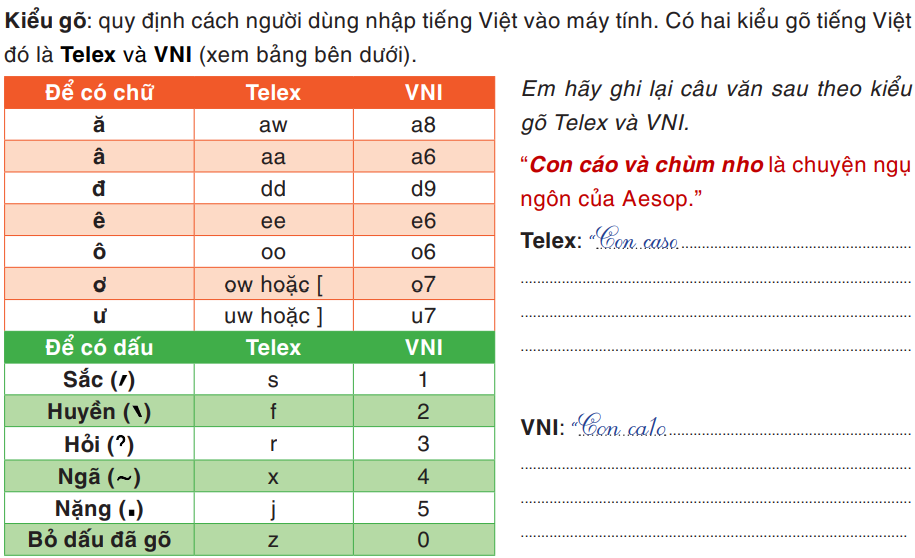 Kiểu gõ: quy định cách người dùng nhập tiếng Việt vào máy tính. Có hai kiểu gõ tiếng Việt
đó là Telex và VNI (xem bảng bên dưới).
Để có chữ Telex VNI
ă aw a8
â aa a6
đ dd d9
ê ee e6
ô oo o6
ơ ow hoặc [ o7
ư uw hoặc ] u7
Để có dấu Telex VNI
Sắc (ˊ) s 1
Huyền (ˋ) f 2
Hỏi (?) r 3
Ngã (~) x 4
Nặng (.) j 5
Bỏ dấu đã gõ z 0
Em hãy ghi lại câu văn sau theo kiểu
gõ Telex và VNI.
“Con cáo và chùm nho là chuyện ngụ
ngôn của Aesop.”
Telex: “Con caso
VNI: “Con ca1o